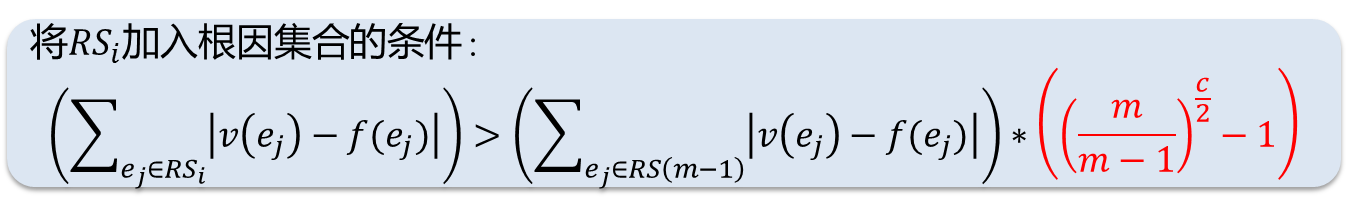 将RSᵢ加入根因集合的条件：
(∑_{e_j∈RS_i} |v(e_j) − f(e_j)|) > (∑_{e_j∈RS(m−1)} |v(e_j) − f(e_j)|) ∗ ((m/(m−1))^{c/2} − 1)